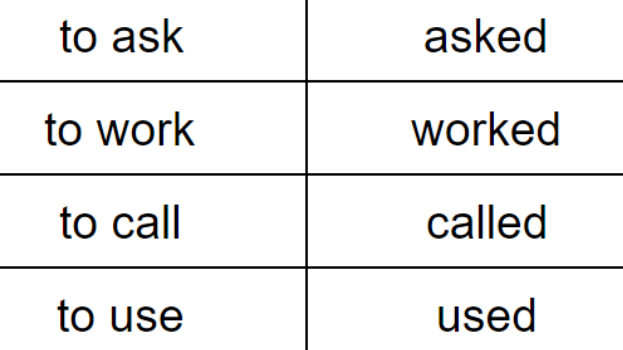 to ask asked
to work worked
to call called
to use used